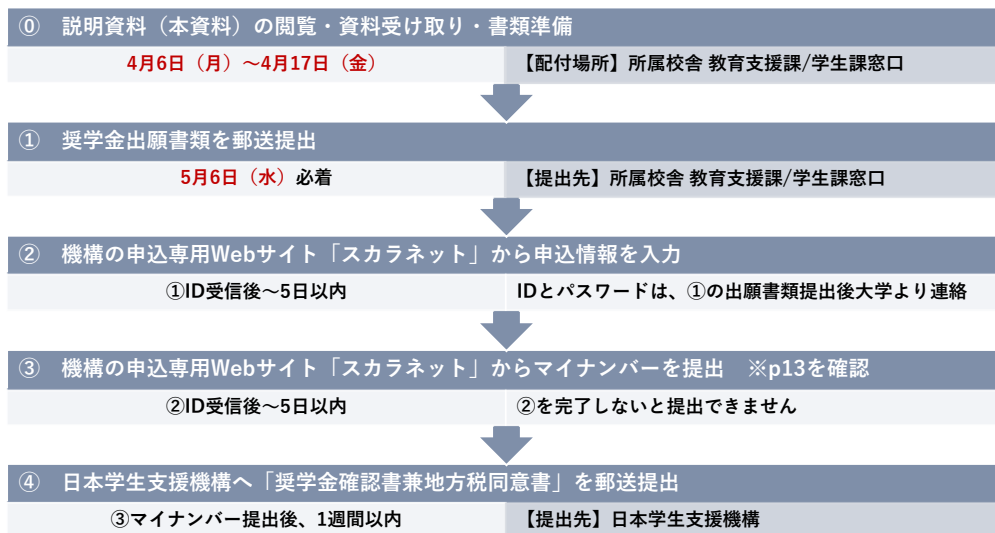 ⓪ 説明資料（本資料）の閲覧・資料受け取り・書類準備
4月6日（月）～4月17日（金）
【配付場所】所属校舎 教育支援課/学生課窓口
① 奨学金出願書類を郵送提出
5月6日（水）必着
【提出先】所属校舎 教育支援課/学生課窓口
② 機構の申込専用Webサイト「スカラネット」から申込情報を入力
①ID受信後～5日以内
IDとパスワードは、①の出願書類提出後大学より連絡
③ 機構の申込専用Webサイト「スカラネット」からマイナンバーを提出 ※p13を確認
②ID受信後～5日以内
②を完了しないと提出できません
④ 日本学生支援機構へ「奨学金確認書兼地方税同意書」を郵送提出
③マイナンバー提出後、1週間以内
【提出先】日本学生支援機構